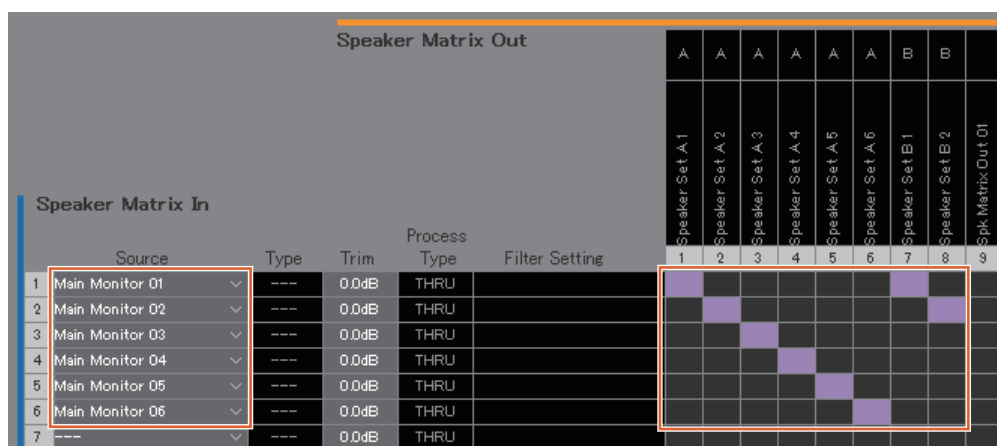 Speaker Matrix Out
A A A A A A B B
Speaker Set A 1
Speaker Set A 2
Speaker Set A 3
Speaker Set A 4
Speaker Set A 5
Speaker Set A 6
Speaker Set B 1
Speaker Set B 2
Spk Matrix Out 01
Speaker Matrix In
Source Type Trim Process Type Filter Setting 1 2 3 4 5 6 7 8 9
1 Main Monitor 01 --- 0.0dB THRU
2 Main Monitor 02 --- 0.0dB THRU
3 Main Monitor 03 --- 0.0dB THRU
4 Main Monitor 04 --- 0.0dB THRU
5 Main Monitor 05 --- 0.0dB THRU
6 Main Monitor 06 --- 0.0dB THRU
7 --- --- 0.0dB THRU